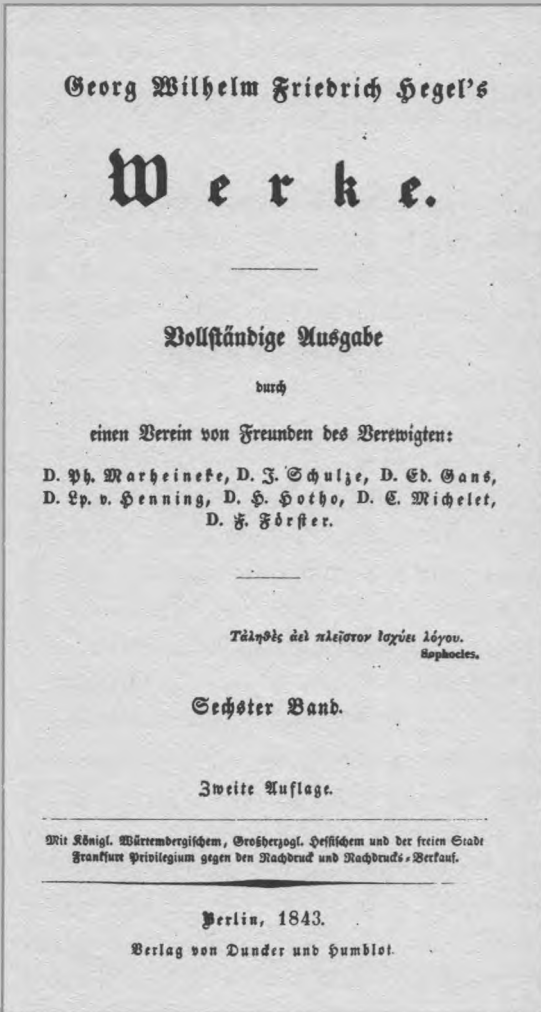 Georg Wilhelm Friedrich Hegel's
Werke.
Vollständige Ausgabe
durch
einen Verein von Freunden des Verewigten:
D. Ph. Marheineke, D. J. Schulze, D. Ed. Gans,
D. Lp. v. Henning, D. H. Hotho, D. C. Michelet,
D. F. Förster.
Τἀληθὲς ἀεὶ πλεῖστον ἰσχύει λόγου.
Sophocles.
Sechster Band.
Zweite Auflage.
Mit Königl. Würtembergischem, Großherzogl. Hessischem und der freien Stadt
Frankfurt Privilegium gegen den Nachdruck und Nachdrucks-Verkauf.
Berlin, 1843.
Verlag von Duncker und Humblot.